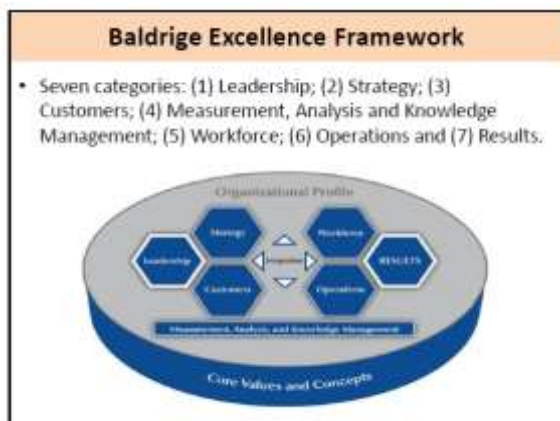 Baldrige Excellence Framework
• Seven categories: (1) Leadership; (2) Strategy; (3)
Customers; (4) Measurement, Analysis and Knowledge
Management; (5) Workforce; (6) Operations and (7) Results.
Organizational Profile
Strategy
Workforce
Leadership
Integration
RESULTS
Customers
Operations
Measurement, Analysis, and Knowledge Management
Core Values and Concepts